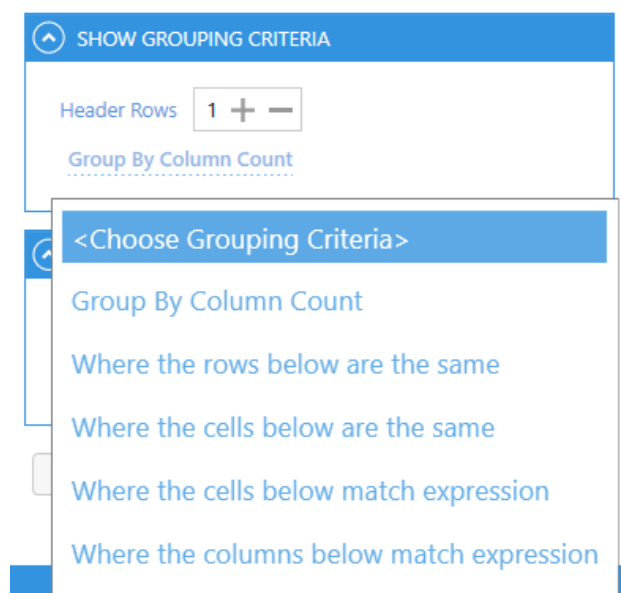 SHOW GROUPING CRITERIA
Header Rows 1
Group By Column Count
<Choose Grouping Criteria>
Group By Column Count
Where the rows below are the same
Where the cells below are the same
Where the cells below match expression
Where the columns below match expression